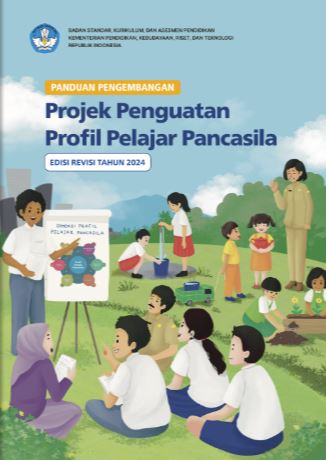 BADAN STANDAR, KURIKULUM, DAN ASESMEN PENDIDIKAN
KEMENTERIAN PENDIDIKAN, KEBUDAYAAN, RISET, DAN TEKNOLOGI
REPUBLIK INDONESIA
PANDUAN PENGEMBANGAN
Projek Penguatan
Profil Pelajar Pancasila
EDISI REVISI TAHUN 2024
DIMENSI PROFIL
PELAJAR PANCASILA